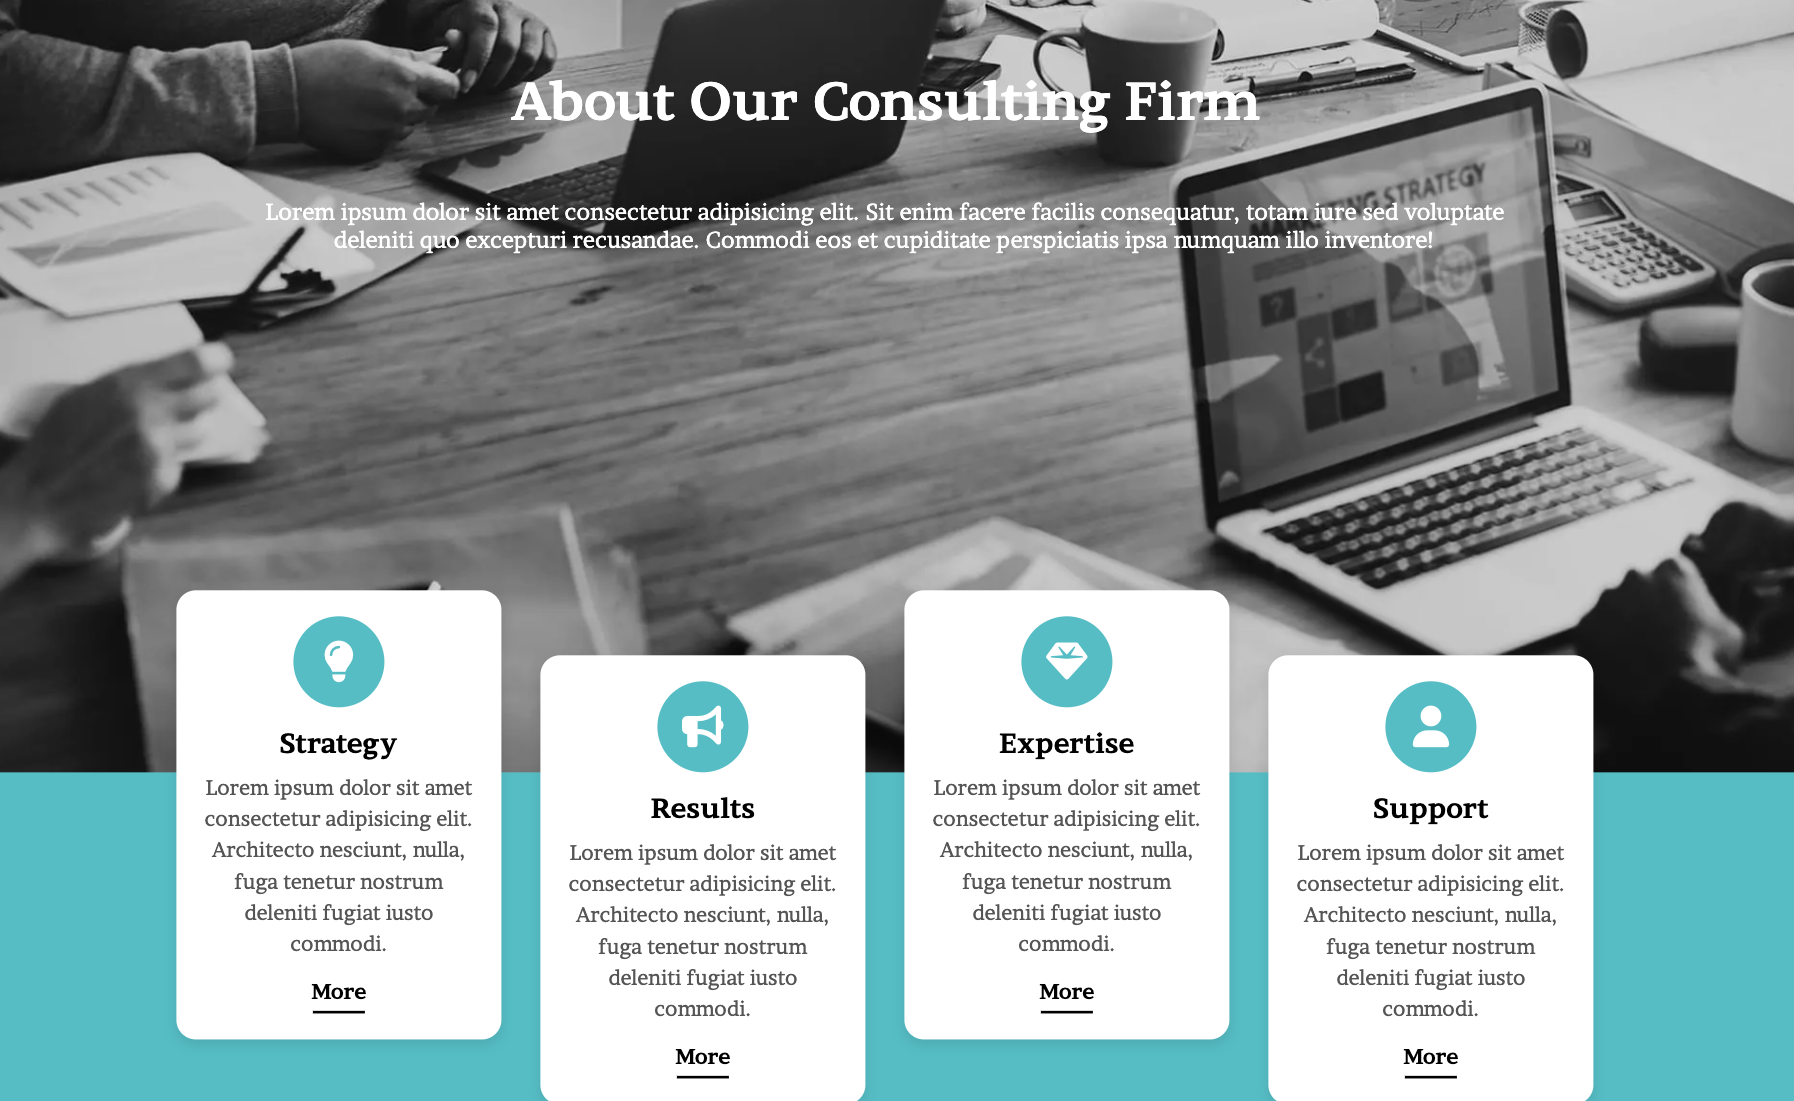 About Our Consulting Firm
Lorem ipsum dolor sit amet consectetur adipisicing elit. Sit enim facere facilis consequatur, totam iure sed voluptate
deleniti quo excepturi recusandae. Commodi eos et cupiditate perspiciatis ipsa numquam illo inventore!
STRATEGY
Strategy
Lorem ipsum dolor sit amet
consectetur adipisicing elit.
Architecto nesciunt, nulla,
fuga tenetur nostrum
deleniti fugiat iusto
commodi.
More
Results
Lorem ipsum dolor sit amet
consectetur adipisicing elit.
Architecto nesciunt, nulla,
fuga tenetur nostrum
deleniti fugiat iusto
commodi.
More
Expertise
Lorem ipsum dolor sit amet
consectetur adipisicing elit.
Architecto nesciunt, nulla,
fuga tenetur nostrum
deleniti fugiat iusto
commodi.
More
Support
Lorem ipsum dolor sit amet
consectetur adipisicing elit.
Architecto nesciunt, nulla,
fuga tenetur nostrum
deleniti fugiat iusto
commodi.
More